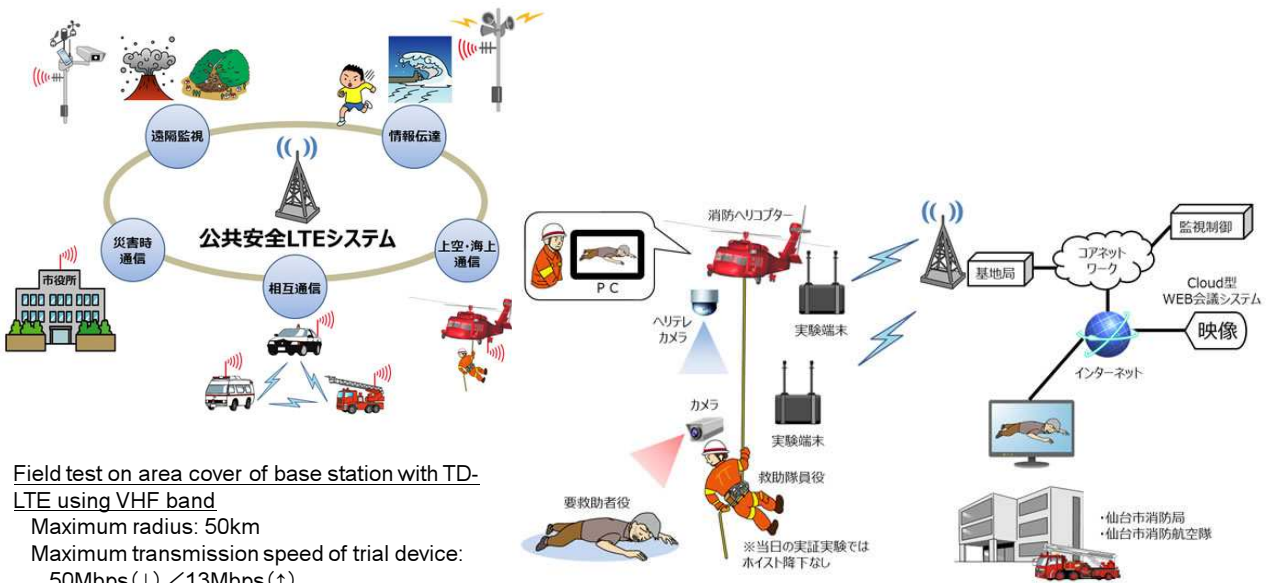 遠隔監視
情報伝達
公共安全LTEシステム
災害時
通信
上空・海上
通信
相互通信
市役所
Field test on area cover of base station with TD-
LTE using VHF band
Maximum radius: 50km
Maximum transmission speed of trial device:
50Mbps(↓)／13Mbps(↑)
消防ヘリコプター
PC
ヘリテレ
カメラ
実験端末
カメラ
実験端末
救助隊員役
要救助者役
※当日の実証実験では
ホイスト降下なし
基地局
コアネット
ワーク
監視制御
Cloud型
WEB会議システム
映像
インターネット
・仙台市消防局
・仙台市消防航空隊